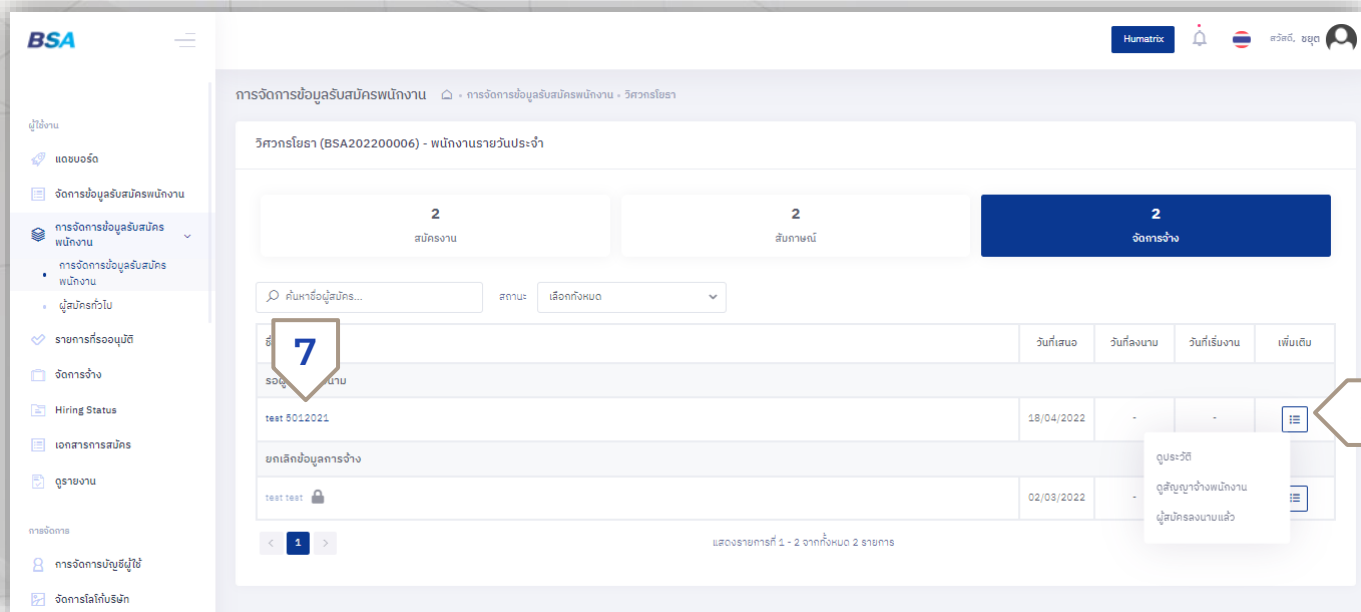 BSA
Humatrix
สวัสดี, ชยุต
การจัดการข้อมูลรับสมัครพนักงาน
การจัดการข้อมูลรับสมัครพนักงาน
วิศวกรโยธา
ผู้ใช้งาน
แดชบอร์ด
จัดการข้อมูลรับสมัครพนักงาน
การจัดการข้อมูลรับสมัคร
พนักงาน
การจัดการข้อมูลรับสมัคร
พนักงาน
ผู้สมัครทั่วไป
รายการที่รออนุมัติ
จัดการจ้าง
Hiring Status
เอกสารการสมัคร
ดูรายงาน
การจัดการ
การจัดการบัญชีผู้ใช้
จัดการโลโก้บริษัท
วิศวกรโยธา (BSA202200006) - พนักงานรายวันประจำ
2
สมัครงาน
2
สัมภาษณ์
2
จัดการจ้าง
ค้นหาชื่อผู้สมัคร...
สถานะ
เลือกทั้งหมด
7
วันที่เสนอ
วันที่ลงนาม
วันที่เริ่มงาน
เพิ่มเติม
test 5012021
18/04/2022
-
-
ยกเลิกข้อมูลการจ้าง
test test
02/03/2022
-
ดูประวัติ
ดูสัญญาจ้างพนักงาน
ผู้สมัครลงนามแล้ว
< 1 >
แสดงรายการที่ 1 - 2 จากทั้งหมด 2 รายการ